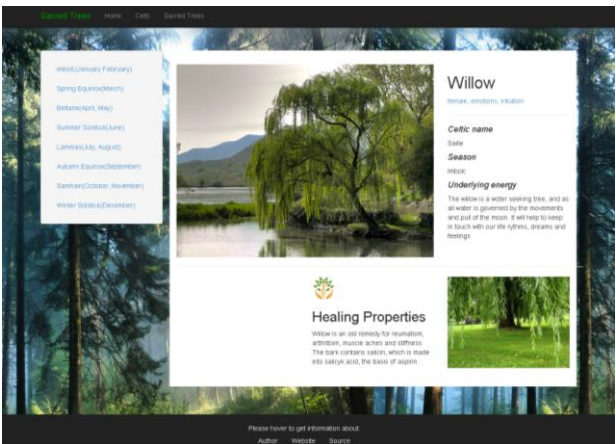 Sacred Trees Home Celts Sacred Trees
Imbolc(January February)
Spring Equinox(March)
Beltane(April, May)
Summer Solstice(June)
Lammas(July, August)
Autumn Equinox(September)
Samhain(October, November)
Winter Solstice(December)
Willow
female, emotions, intuition
Celtic name
Saille
Season
Imbolc
Underlying energy
The willow is a water seeking tree, and as
all water is governed by the movements
and pull of the moon. It will help to keep
in touch with our life rythms, dreams and
feelings
Healing Properties
Willow is an old remedy for reumatism,
arthritism, muscle aches and stiffness.
The bark contains salicin, which is made
into salicyk acid, the basis of aspirin
Please hover to get information about:
Author Website Source